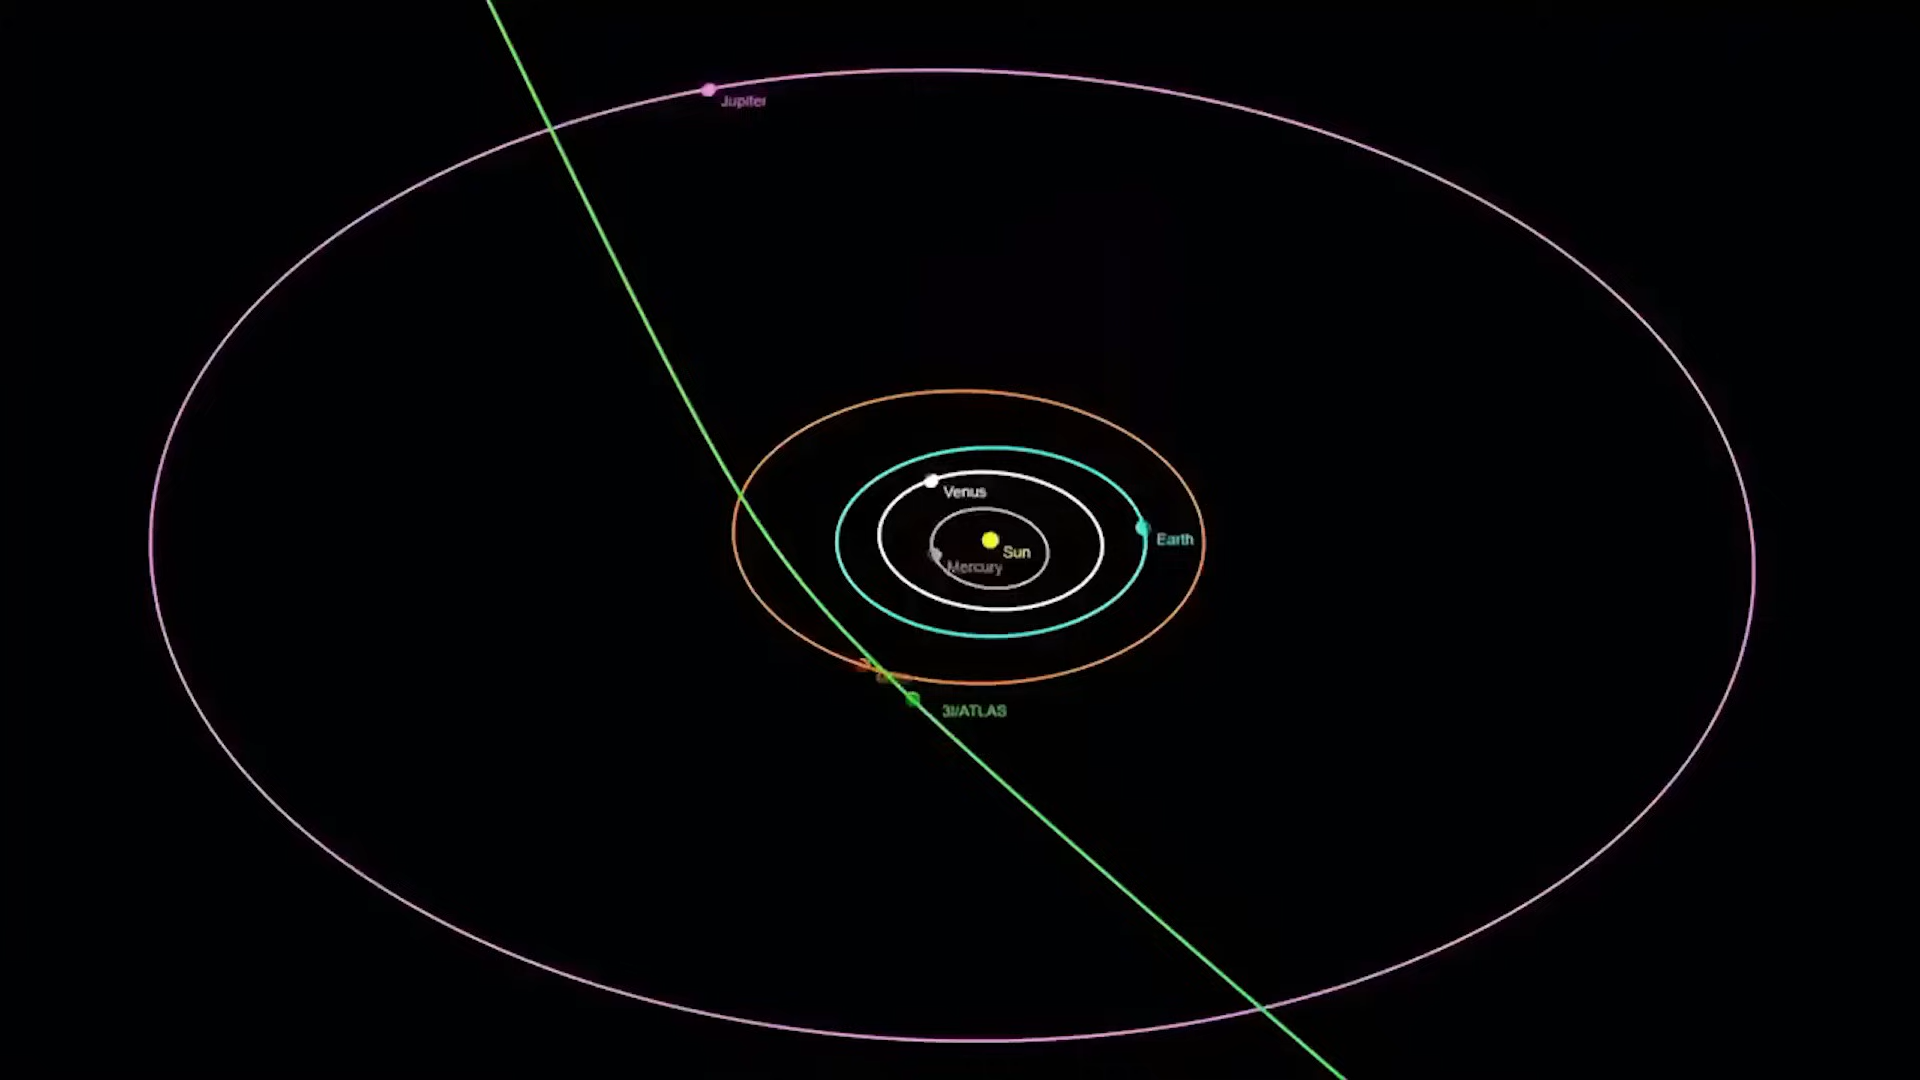 Jupiter
Venus
Sun
Earth
Mercury
3I/ATLAS